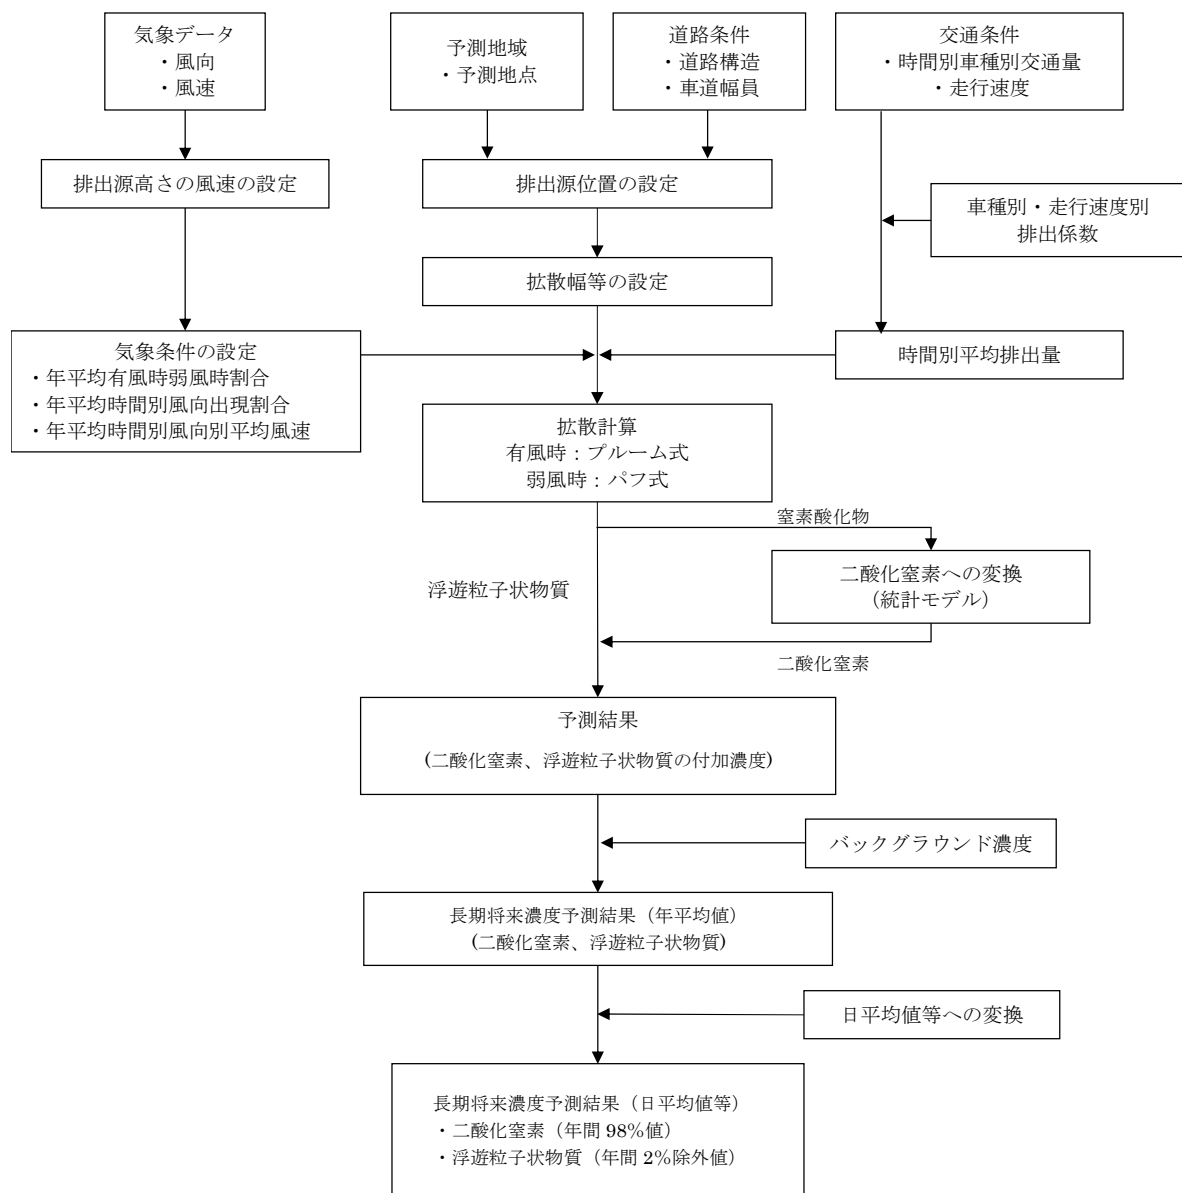 気象データ
・風向
・風速
予測地域
・予測地点
道路条件
・道路構造
・車道幅員
交通条件
・時間別車種別交通量
・走行速度
排出源高さの風速の設定
排出源位置の設定
車種別・走行速度別
排出係数
拡散幅等の設定
気象条件の設定
・年平均有風時弱風時割合
・年平均時間別風向出現割合
・年平均時間別風向別平均風速
時間別平均排出量
拡散計算
有風時：プルーム式
弱風時：パフ式
窒素酸化物
二酸化窒素への変換
（統計モデル）
浮遊粒子状物質
二酸化窒素
予測結果
(二酸化窒素、浮遊粒子状物質の付加濃度)
バックグラウンド濃度
長期将来濃度予測結果（年平均値）
(二酸化窒素、浮遊粒子状物質)
日平均値等への変換
長期将来濃度予測結果（日平均値等）
・二酸化窒素（年間 98%値）
・浮遊粒子状物質（年間 2%除外値）